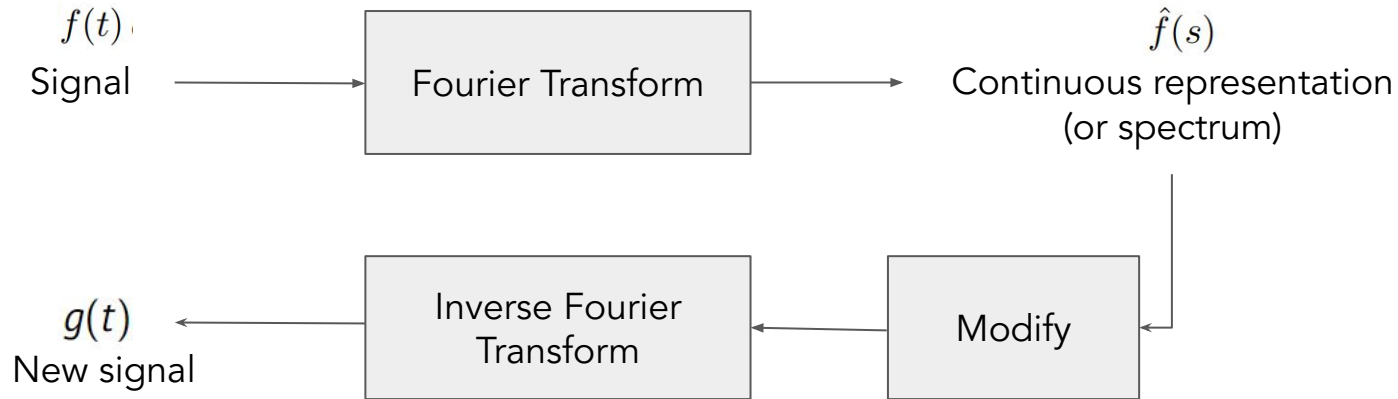 f(t)
Signal
Fourier Transform
f̂(s)
Continuous representation
(or spectrum)
g(t)
New signal
Inverse Fourier
Transform
Modify